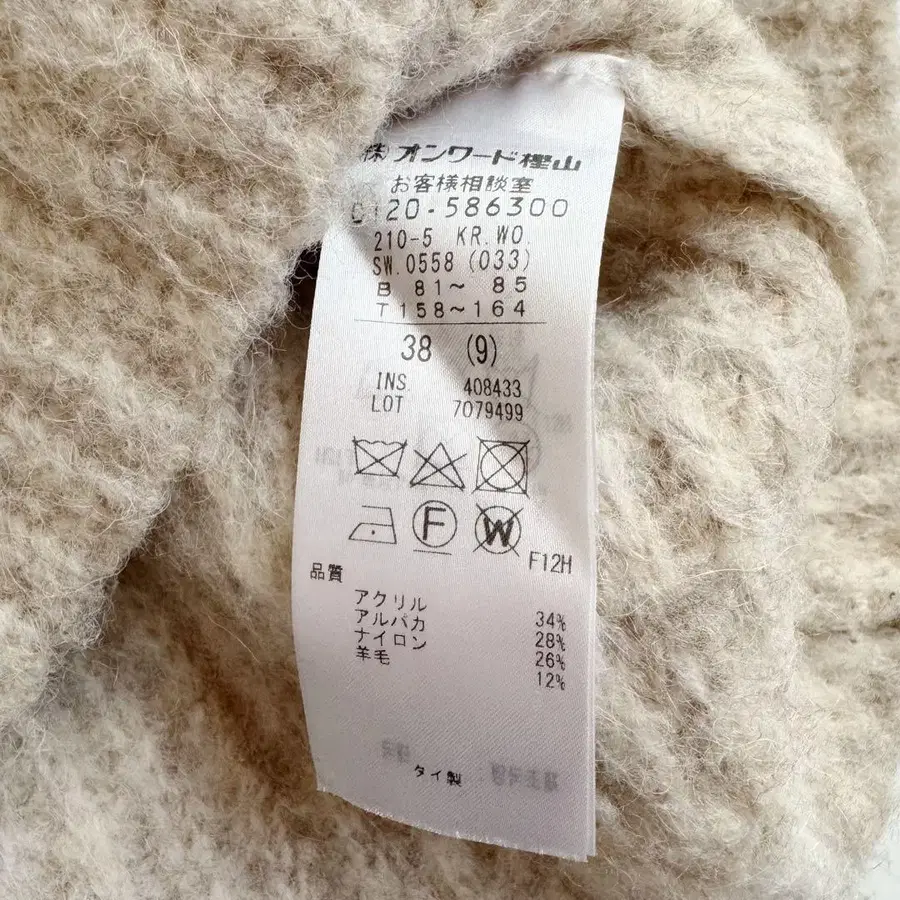 ㈱オンワード樫山
お客様相談室
0120-586300
210-5 KR.WO.
SW.0558 (033)
B 81～ 85
T 158～164
38 (9)
INS. 408433
LOT 7079499
F
W
F12H
品質
アクリル 34%
アルパカ 28%
ナイロン 26%
羊毛 12%
タイ製